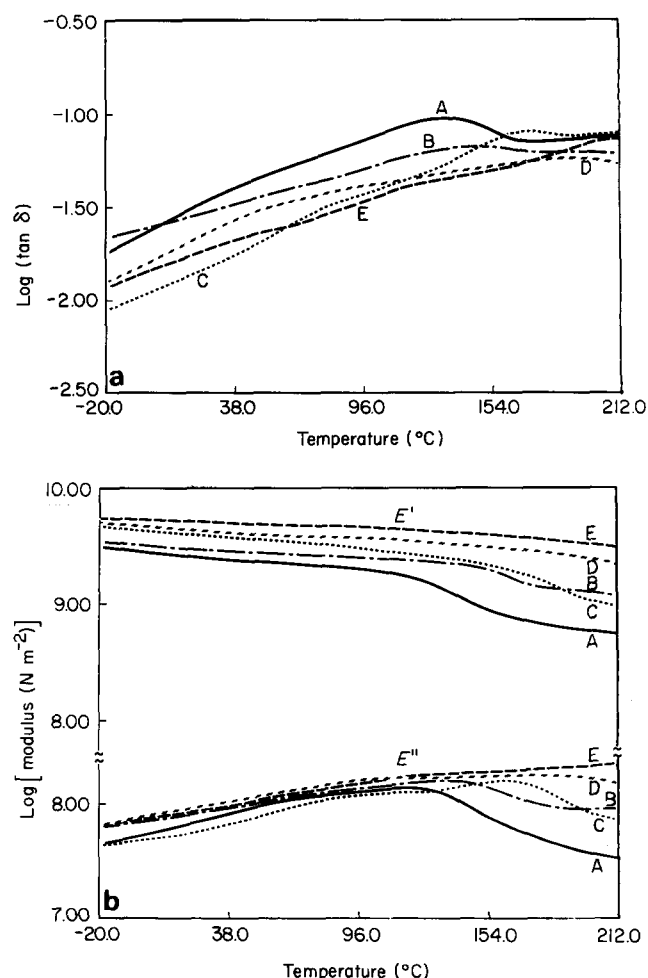 -0.50
-1.00
-1.50
-2.00
-2.50
Log (tan δ)
A
B
C
D
E
a
-20.0 38.0 96.0 154.0 212.0
Temperature (°C)
10.00
9.00
8.00
8.00
7.00
Log [ modulus (N m⁻²) ]
E'
E
D
B
C
A
E"
E
D
B
C
A
b
-20.0 38.0 96.0 154.0 212.0
Temperature (°C)